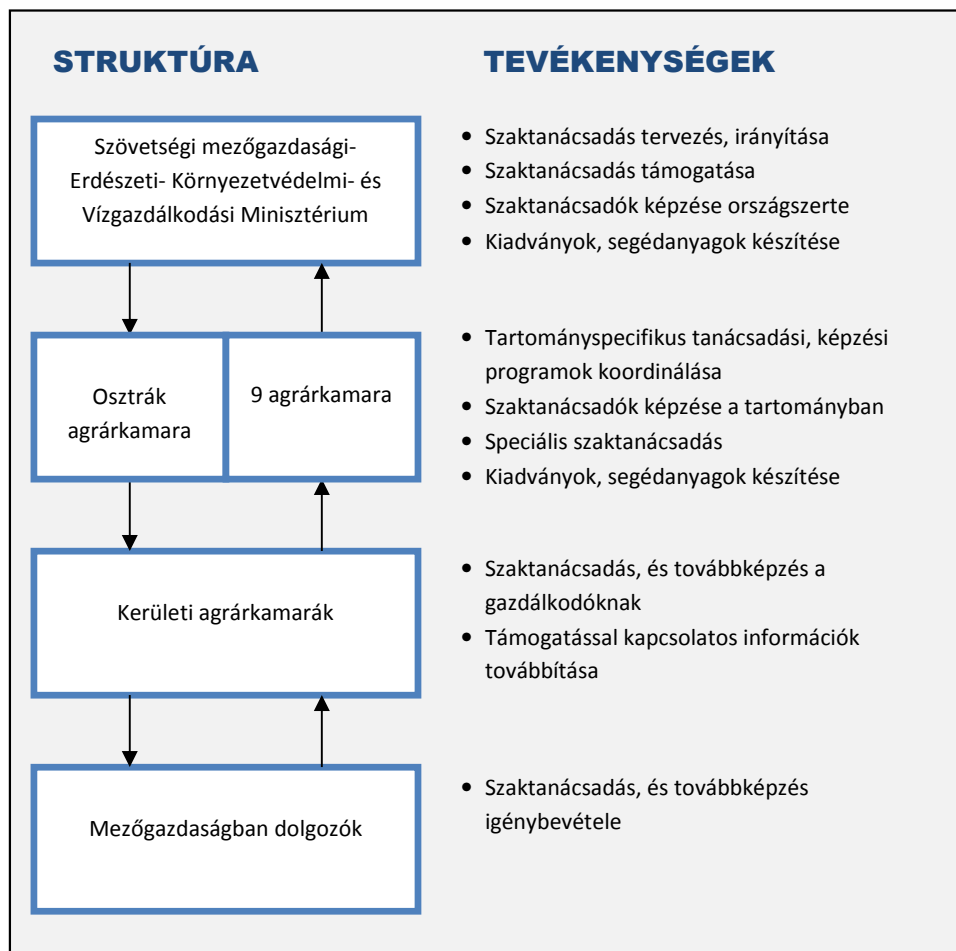 STRUKTÚRA
TEVÉKENYSÉGEK
Szövetségi mezőgazdasági-
Erdészeti- Környezetvédelmi- és
Vízgazdálkodási Minisztérium
• Szaktanácsadás tervezés, irányítása
• Szaktanácsadás támogatása
• Szaktanácsadók képzése országszerte
• Kiadványok, segédanyagok készítése
Osztrák
agrárkamara
9 agrárkamara
• Tartományspecifikus tanácsadási, képzési
programok koordinálása
• Szaktanácsadók képzése a tartományban
• Speciális szaktanácsadás
• Kiadványok, segédanyagok készítése
Kerületi agrárkamarák
• Szaktanácsadás, és továbbképzés a
gazdálkodóknak
• Támogatással kapcsolatos információk
továbbítása
Mezőgazdaságban dolgozók
• Szaktanácsadás, és továbbképzés
igénybevétele